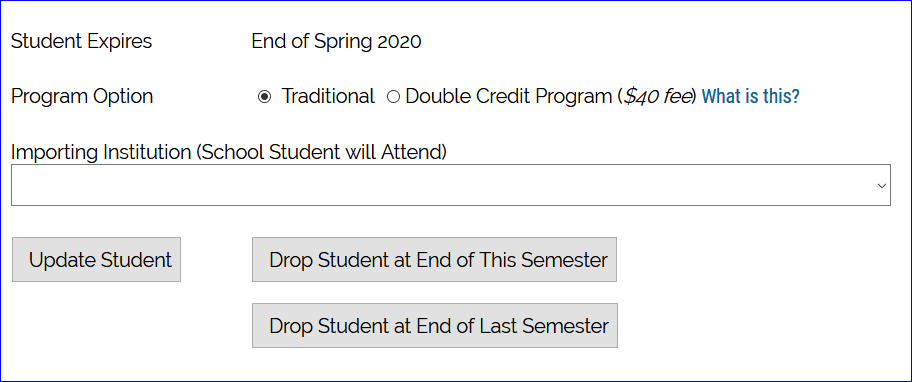 Student Expires End of Spring 2020
Program Option Traditional Double Credit Program ($40 fee) What is this?
Importing Institution (School Student will Attend)
Update Student Drop Student at End of This Semester
Drop Student at End of Last Semester